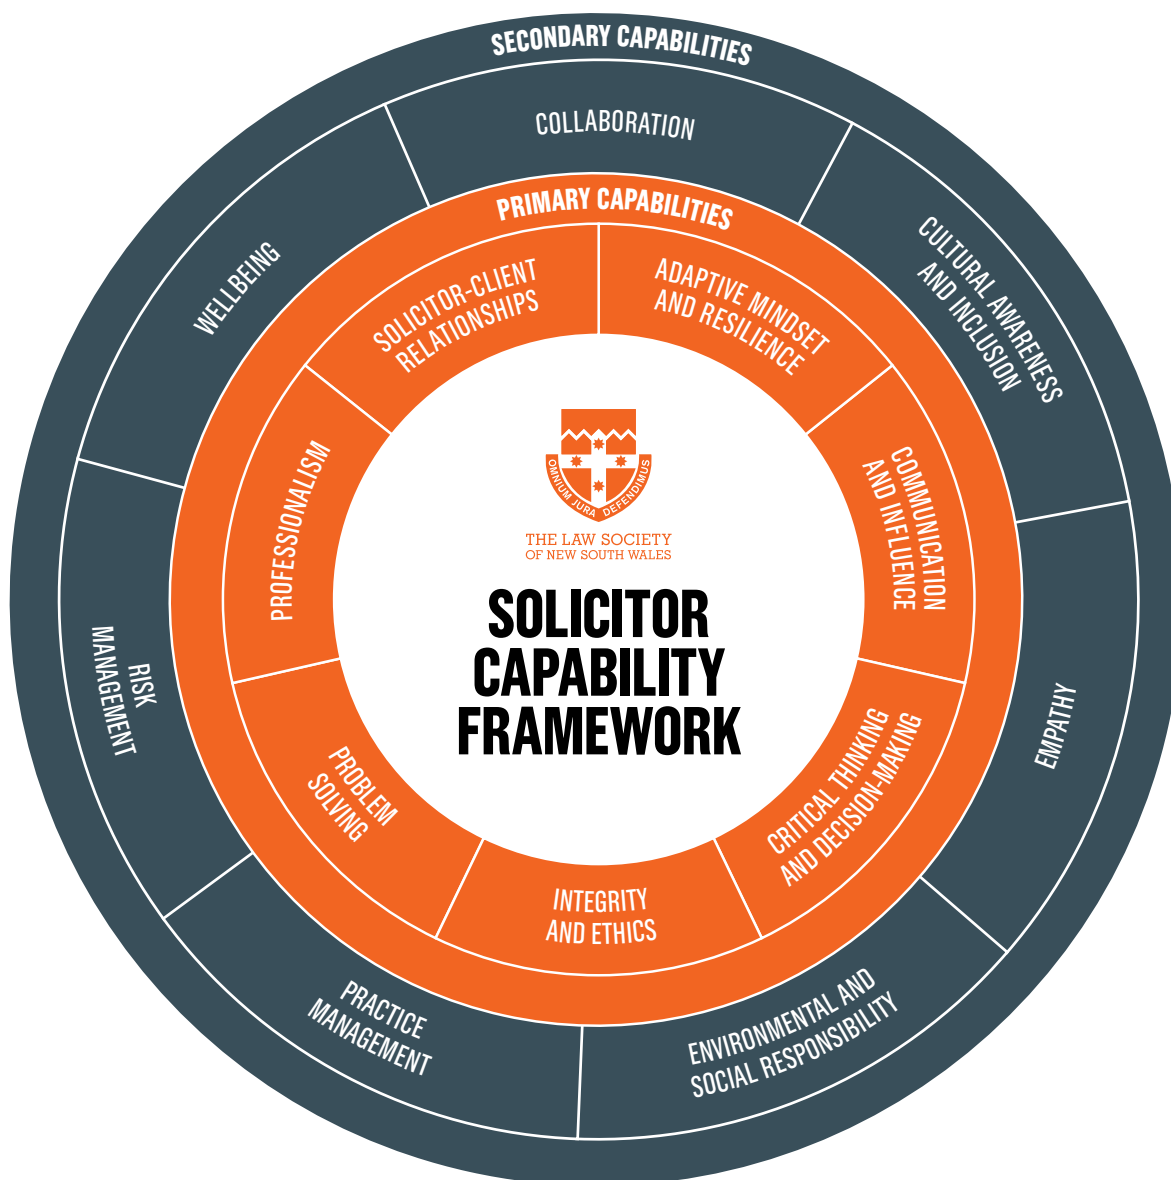 SECONDARY CAPABILITIES
COLLABORATION
CULTURAL AWARENESS
AND INCLUSION
EMPATHY
ENVIRONMENTAL AND
SOCIAL RESPONSIBILITY
PRACTICE
MANAGEMENT
RISK
MANAGEMENT
WELLBEING
PRIMARY CAPABILITIES
ADAPTIVE MINDSET
AND RESILIENCE
COMMUNICATION
AND INFLUENCE
CRITICAL THINKING
AND DECISION-MAKING
INTEGRITY
AND ETHICS
PROBLEM
SOLVING
PROFESSIONALISM
SOLICITOR-CLIENT
RELATIONSHIPS
OMNIUM JURA DEFENDIMUS
THE LAW SOCIETY
OF NEW SOUTH WALES
SOLICITOR
CAPABILITY
FRAMEWORK